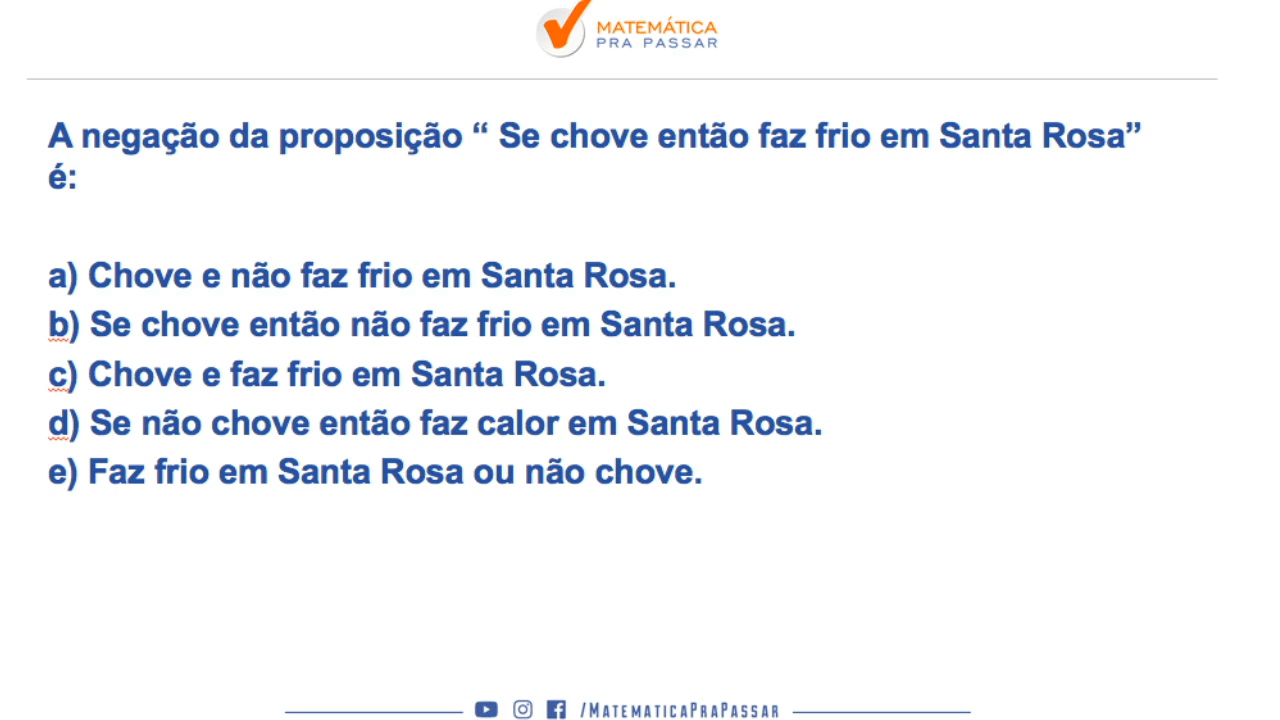 MATEMÁTICA
PRA PASSAR
A negação da proposição “ Se chove então faz frio em Santa Rosa”
é:
a) Chove e não faz frio em Santa Rosa.
b) Se chove então não faz frio em Santa Rosa.
c) Chove e faz frio em Santa Rosa.
d) Se não chove então faz calor em Santa Rosa.
e) Faz frio em Santa Rosa ou não chove.
/MATEMATICAPRAPASSAR